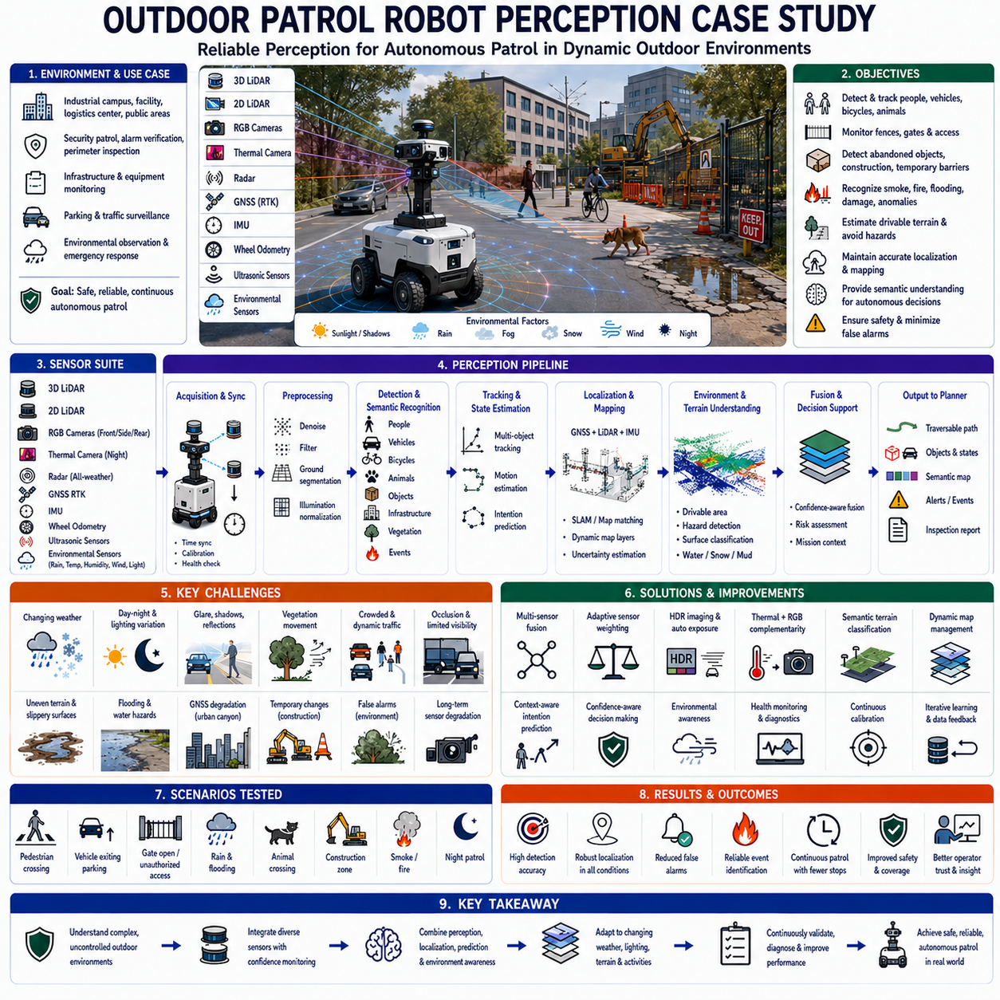 OUTDOOR PATROL ROBOT PERCEPTION CASE STUDY
Reliable Perception for Autonomous Patrol in Dynamic Outdoor Environments
1. ENVIRONMENT & USE CASE
Industrial campus, facility,
logistics center, public areas
Security patrol, alarm verification,
perimeter inspection
Infrastructure & equipment
monitoring
Parking & traffic surveillance
Environmental observation &
emergency response
Goal: Safe, reliable, continuous
autonomous patrol
3D LiDAR
2D LiDAR
RGB Cameras
Thermal Camera
Radar
GNSS (RTK)
IMU
Wheel Odometry
Ultrasonic Sensors
Environmental
Sensors
KEEP
OUT
Environmental Factors
Sunlight / Shadows
Rain
Fog
Snow
Wind
Night
2. OBJECTIVES
Detect & track people, vehicles,
bicycles, animals
Monitor fences, gates & access
Detect abandoned objects,
construction, temporary barriers
Recognize smoke, fire, flooding,
damage, anomalies
Estimate drivable terrain &
avoid hazards
Maintain accurate localization
& mapping
Provide semantic understanding
for autonomous decisions
Ensure safety & minimize
false alarms
3. SENSOR SUITE
3D LiDAR
2D LiDAR
RGB Cameras (Front/Side/Rear)
Thermal Camera (Night)
Radar (All-weather)
GNSS RTK
IMU
Wheel Odometry
Ultrasonic Sensors
Environmental Sensors
(Rain, Temp, Humidity, Wind, Light)
4. PERCEPTION PIPELINE
Acquisition & Sync
• Time sync
• Calibration
• Health check
Preprocessing
Denoise
Filter
Ground
segmentation
Illumination
normalization
Detection &
Semantic Recognition
People
Vehicles
Bicycles
Animals
Objects
Infrastructure
Vegetation
Events
Tracking &
State Estimation
Multi-object
tracking
Motion
estimation
Intention
prediction
Localization &
Mapping
GNSS + LiDAR + IMU
• SLAM / Map matching
• Dynamic map layers
• Uncertainty estimation
Environment &
Terrain Understanding
• Drivable area
• Hazard detection
• Surface classification
• Water / Snow / Mud
Fusion &
Decision Support
• Confidence-aware fusion
• Risk assessment
• Mission context
Output to Planner
Traversable path
Objects & states
Semantic map
Alerts / Events
Inspection report
5. KEY CHALLENGES
Changing weather
Day-night &
lighting variation
Glare, shadows,
reflections
Vegetation
movement
Crowded &
dynamic traffic
Occlusion &
limited visibility
Uneven terrain &
slippery surfaces
Flooding &
water hazards
GNSS degradation
(urban canyon)
Temporary changes
(construction)
False alarms
(environment)
Long-term
sensor degradation
6. SOLUTIONS & IMPROVEMENTS
Multi-sensor
fusion
Adaptive sensor
weighting
HDR imaging &
auto exposure
HDR
Thermal + RGB
complementarity
Semantic terrain
classification
Dynamic map
management
Context-aware
intention
prediction
Confidence-aware
decision making
Environmental
awareness
Health monitoring
& diagnostics
Continuous
calibration
Iterative learning
& data feedback
7. SCENARIOS TESTED
Pedestrian
crossing
Vehicle exiting
parking
Gate open /
unauthorized
access
Rain &
flooding
Animal
crossing
Construction
zone
Smoke /
fire
Night patrol
8. RESULTS & OUTCOMES
High detection
accuracy
Robust localization
in all conditions
Reduced false
alarms
Reliable event
identification
Continuous patrol
with fewer stops
Improved safety
& coverage
Better operator
trust & insight
9. KEY TAKEAWAY
Understand complex,
uncontrolled outdoor
environments
Integrate diverse
sensors with
confidence monitoring
Combine perception,
localization, prediction
& environment awareness
Adapt to changing
weather, lighting,
terrain & activities
Continuously validate,
diagnose & improve
performance
Achieve safe, reliable,
autonomous patrol
in real world